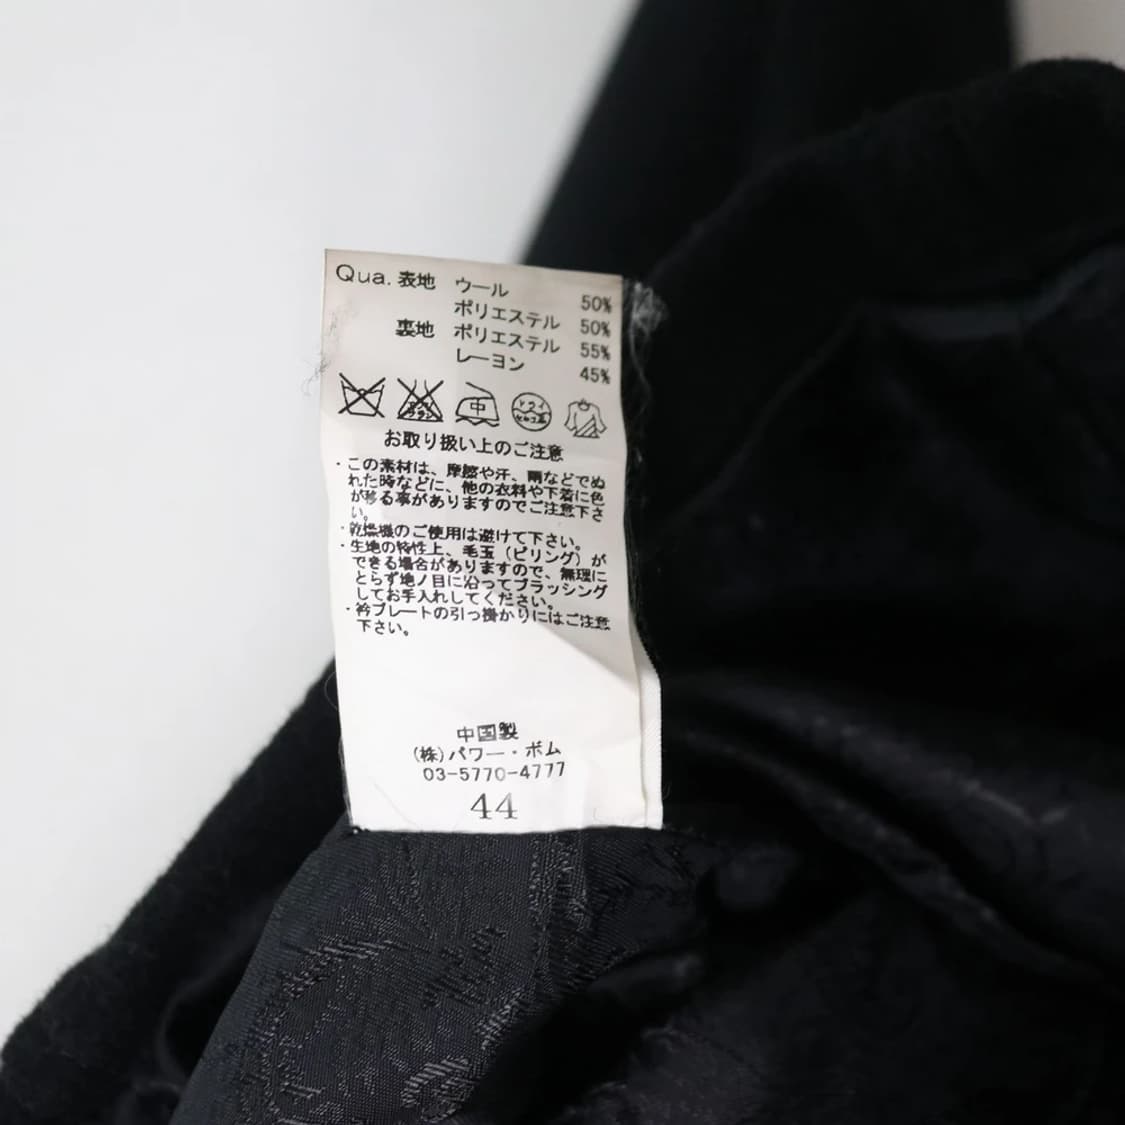 Qua. 表地 ウール 50%
ポリエステル 50%
裏地 ポリエステル 55%
レーヨン 45%
中 ドライ セキユ系
お取り扱い上のご注意
・この素材は、摩擦や汗、雨などでぬ
れた時などに、他の衣料や下着に色
が移る事がありますのでご注意下さ
い。
・乾燥機のご使用は避けて下さい。
・生地の特性上、毛玉（ピリング）が
できる場合がありますので、無理に
とらず地ノ目に沿ってブラッシング
してお手入れしてください。
・衿プレートの引っ掛かりにはご注意
下さい。
中国製
(株)パワー・ボム
03-5770-4777
44